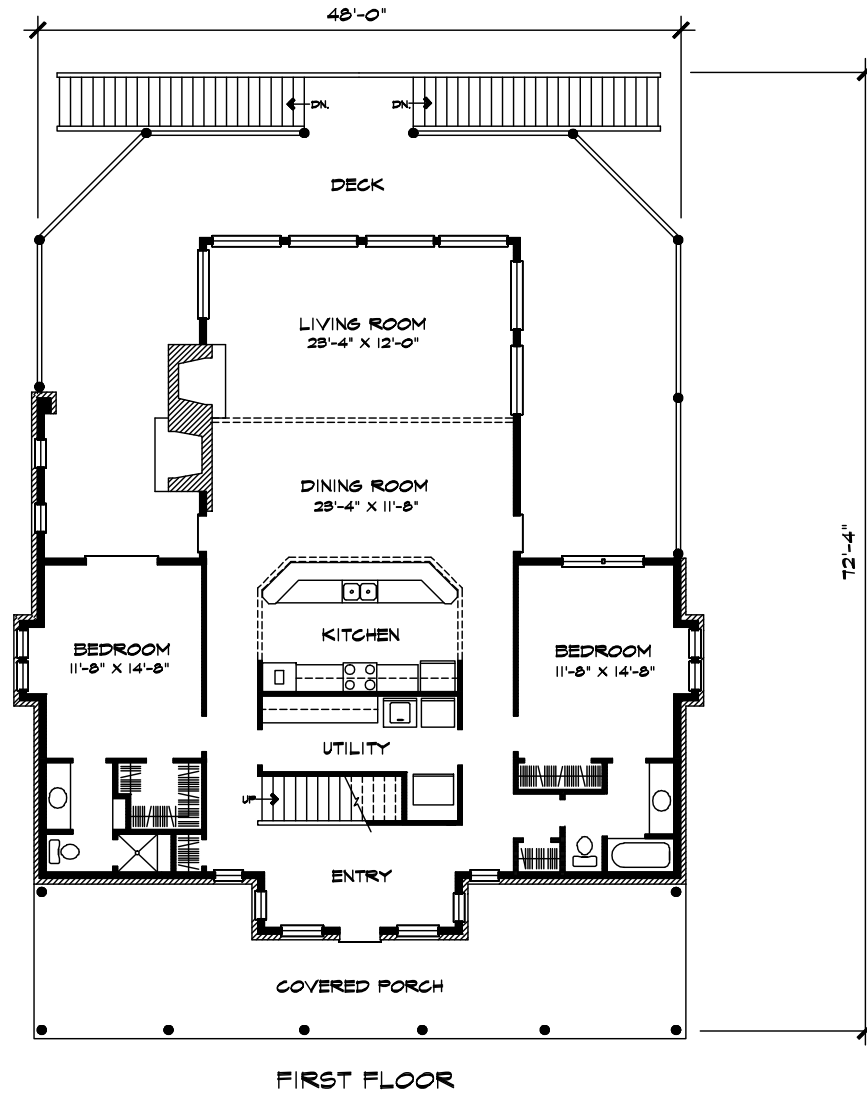 48'-0"
DN.
DN.
DECK
LIVING ROOM
23'-4" X 12'-0"
DINING ROOM
23'-4" X 11'-8"
72'-4"
KITCHEN
BEDROOM
11'-8" X 14'-8"
BEDROOM
11'-8" X 14'-8"
UTILITY
UP
ENTRY
COVERED PORCH
FIRST FLOOR